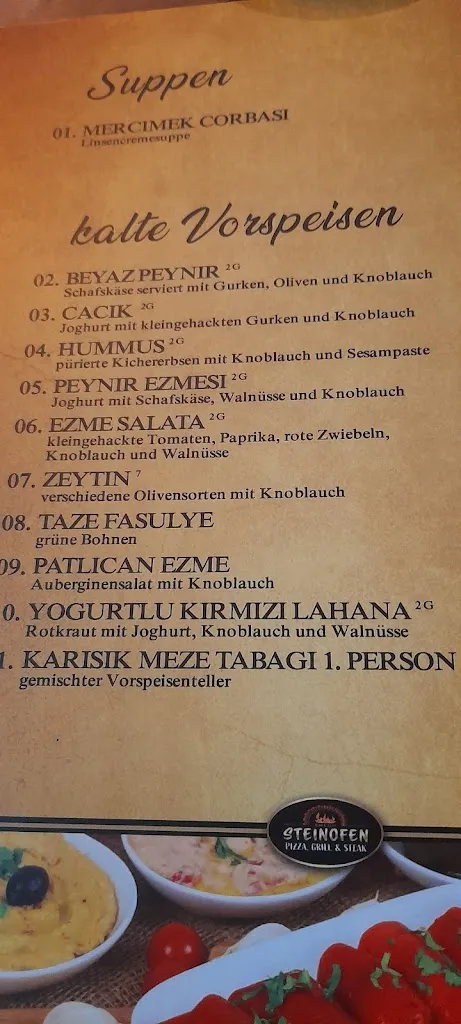 Suppen
01. MERCIMEK CORBASI
Linsencremesuppe
kalte Vorspeisen
02. BEYAZ PEYNIR 2G
Schafskäse serviert mit Gurken, Oliven und Knoblauch
03. CACIK 2G
Joghurt mit kleingehackten Gurken und Knoblauch
04. HUMMUS 2G
pürierte Kichererbsen mit Knoblauch und Sesampaste
05. PEYNIR EZMESI 2G
Joghurt mit Schafskäse, Walnüsse und Knoblauch
06. EZME SALATA 2G
kleingehackte Tomaten, Paprika, rote Zwiebeln,
Knoblauch und Walnüsse
07. ZEYTIN 7
verschiedene Olivensorten mit Knoblauch
08. TAZE FASULYE
grüne Bohnen
09. PATLICAN EZME
Auberginensalat mit Knoblauch
0. YOGURTLU KIRMIZI LAHANA 2G
Rotkraut mit Joghurt, Knoblauch und Walnüsse
1. KARISIK MEZE TABAGI 1. PERSON
gemischter Vorspeisenteller
STEINOFEN
PIZZA, GRILL & STEAK